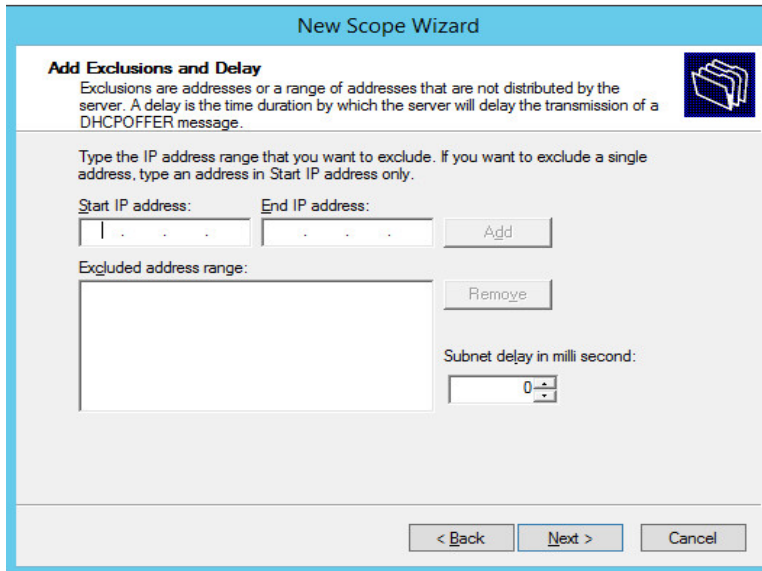 New Scope Wizard
Add Exclusions and Delay
Exclusions are addresses or a range of addresses that are not distributed by the
server. A delay is the time duration by which the server will delay the transmission of a
DHCPOFFER message.
Type the IP address range that you want to exclude. If you want to exclude a single
address, type an address in Start IP address only.
Start IP address: End IP address:
. . . . . . Add
Excluded address range:
Remove
Subnet delay in milli second:
0
< Back Next > Cancel